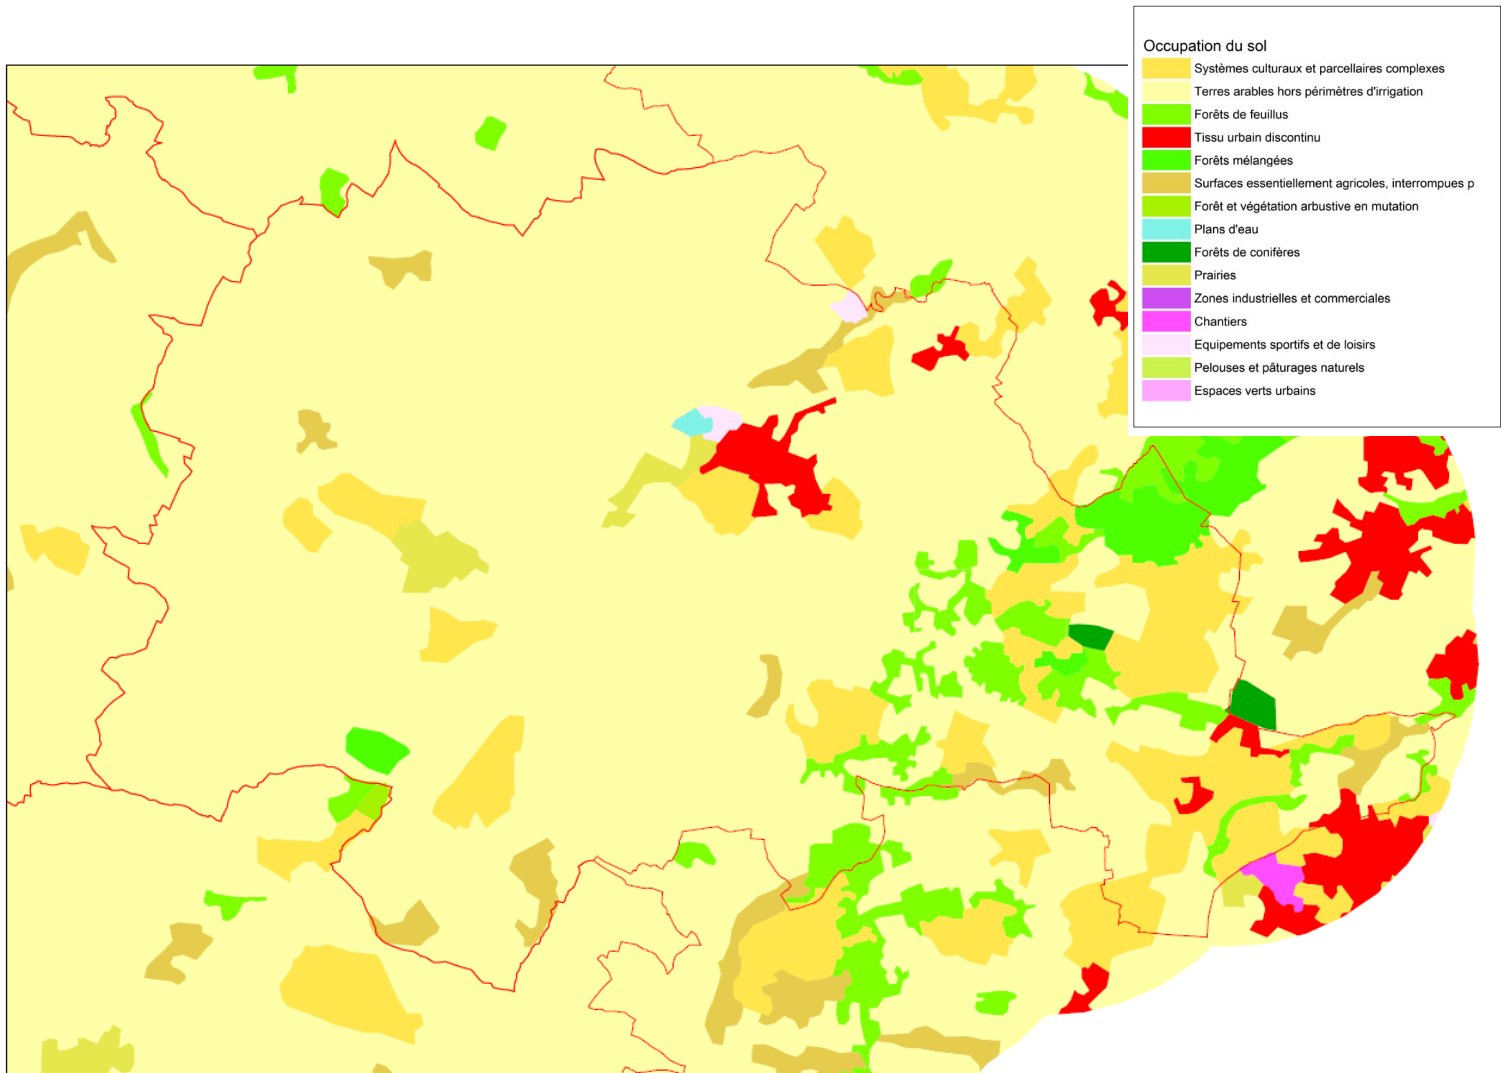 Occupation du sol
Systèmes culturaux et parcellaires complexes
Terres arables hors périmètres d'irrigation
Forêts de feuillus
Tissu urbain discontinu
Forêts mélangées
Surfaces essentiellement agricoles, interrompues p
Forêt et végétation arbustive en mutation
Plans d'eau
Forêts de conifères
Prairies
Zones industrielles et commerciales
Chantiers
Equipements sportifs et de loisirs
Pelouses et pâturages naturels
Espaces verts urbains